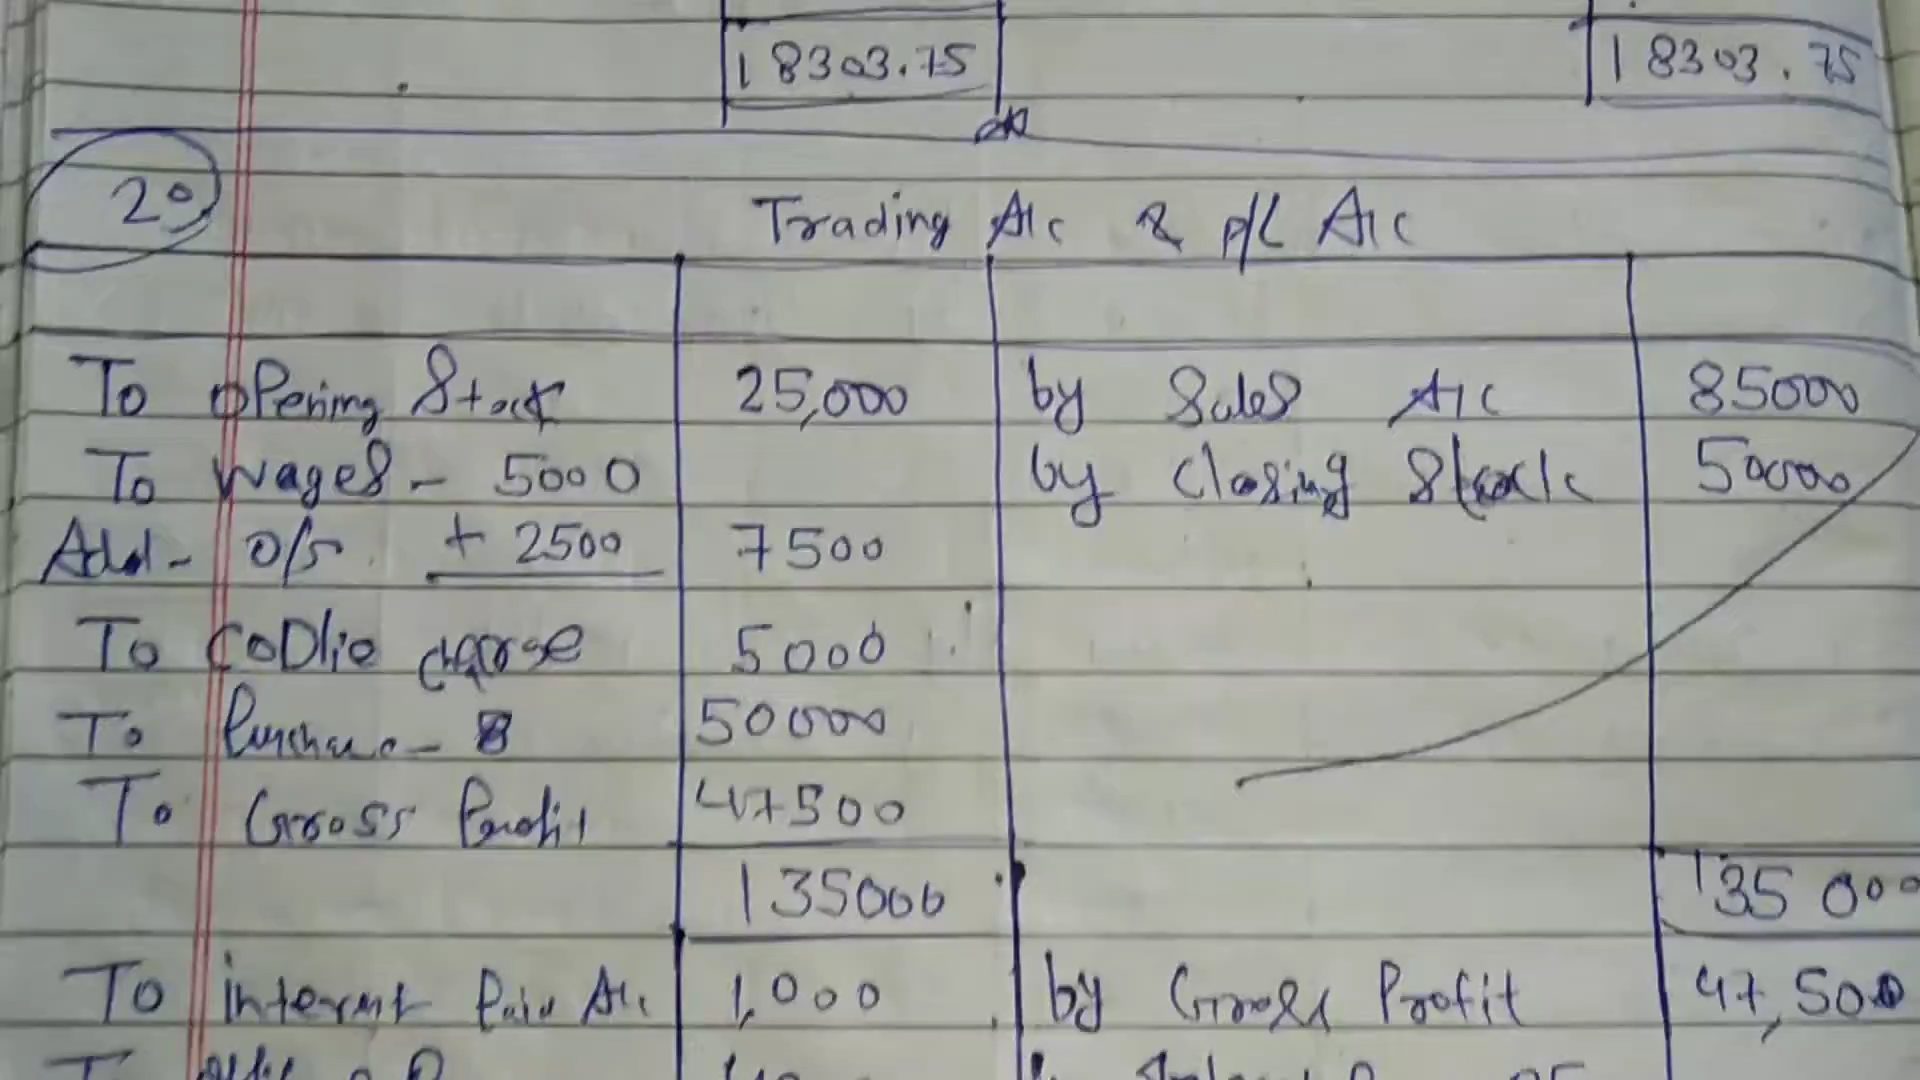 18303.75 18303.75
20
Trading A/c & P/L A/c
To opening Stock 25,000 by Sales A/c 85000
To wages - 5000 by Closing Stock 50000
Add - O/S + 2500 7500
To Coolie charge 5000
To Purchase - 50000
To Gross Profit 47500
135000 135000
To interest Paid A/c 1,000 by Gross Profit 47,500